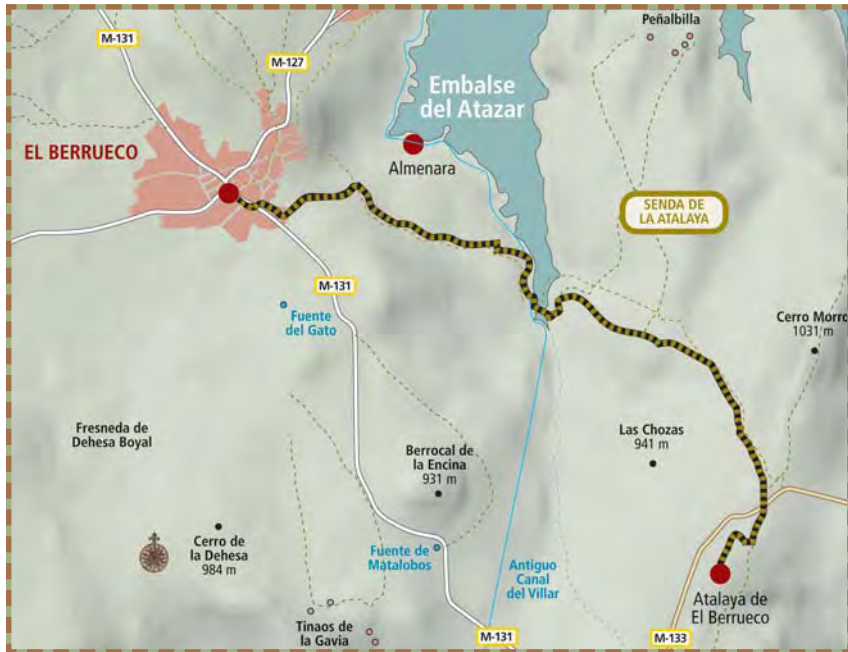 Peñalbilla
M-131
M-127
Embalse
del Atazar
EL BERRUECO
Almenara
SENDA DE
LA ATALAYA
M-131
Fuente
del Gato
Cerro Morro
1031 m
Fresneda de
Dehesa Boyal
Las Chozas
941 m
Berrocal de
la Encina
931 m
Cerro de
la Dehesa
984 m
Fuente de
Matalobos
Antiguo
Canal
del Villar
Atalaya de
El Berrueco
Tinaos de
la Gavia
M-131
M-133